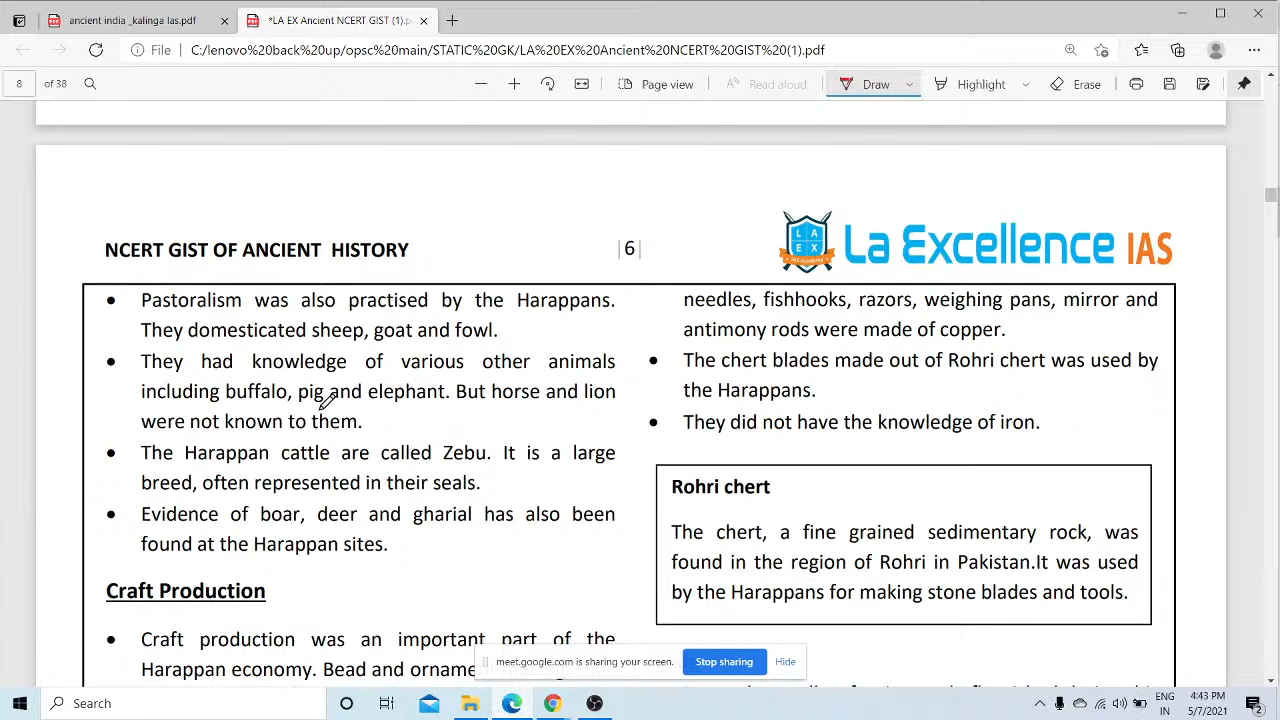 ancient india _kalinga Ias.pdf
*LA EX Ancient NCERT GIST (1).p
File
C:/lenovo%20back%20up/opsc%20main/STATIC%20GK/LA%20EX%20Ancient%20NCERT%20GIST%20(1).pdf
8 of 38
Page view
Read aloud
Draw
Highlight
Erase
NCERT GIST OF ANCIENT HISTORY
|6|
L A
E X
IAS Academy
La Excellence IAS
• Pastoralism was also practised by the Harappans.
They domesticated sheep, goat and fowl.
• They had knowledge of various other animals
including buffalo, pig and elephant. But horse and lion
were not known to them.
• The Harappan cattle are called Zebu. It is a large
breed, often represented in their seals.
• Evidence of boar, deer and gharial has also been
found at the Harappan sites.
Craft Production
• Craft production was an important part of the
Harappan economy. Bead and
needles, fishhooks, razors, weighing pans, mirror and
antimony rods were made of copper.
• The chert blades made out of Rohri chert was used by
the Harappans.
• They did not have the knowledge of iron.
Rohri chert
The chert, a fine grained sedimentary rock, was
found in the region of Rohri in Pakistan.It was used
by the Harappans for making stone blades and tools.
meet.google.com is sharing your screen.
Stop sharing
Hide
Search
ENG
IN
4:43 PM
5/7/2021
2